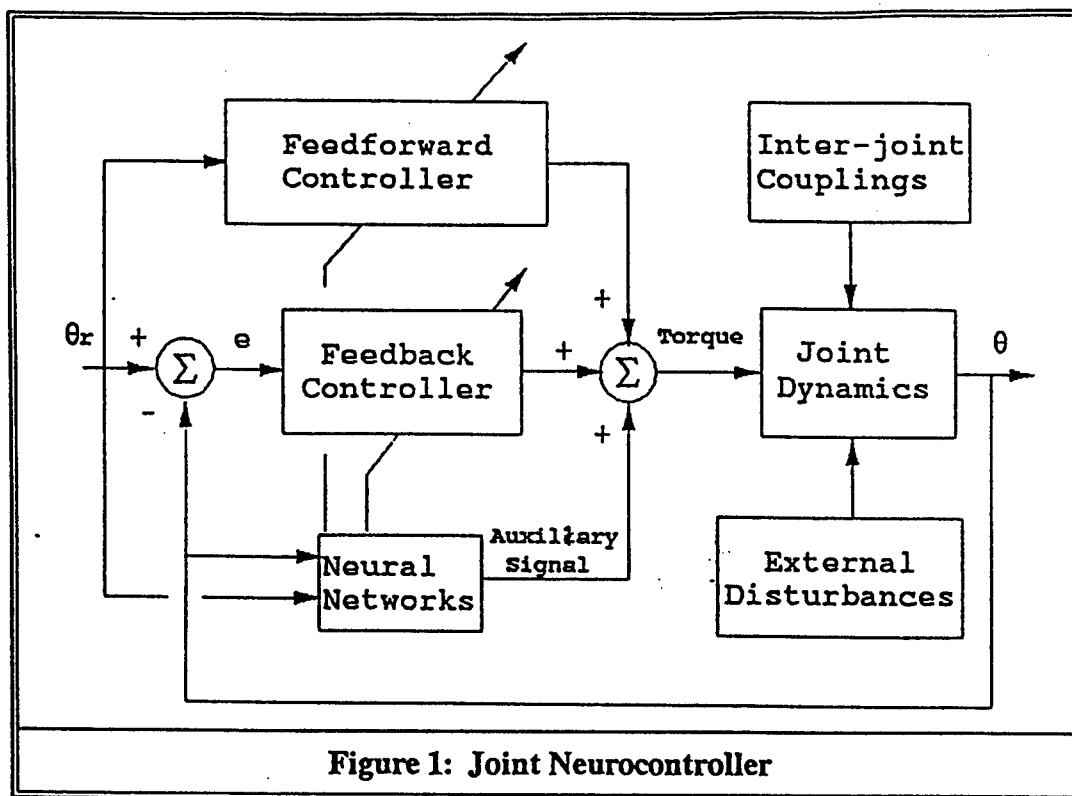 Feedforward
Controller
Inter-joint
Couplings
θr
+
-
Σ
e
Feedback
Controller
+
+
+
Σ
Torque
Joint
Dynamics
θ
Neural
Networks
Auxillary
Signal
External
Disturbances
Figure 1: Joint Neurocontroller